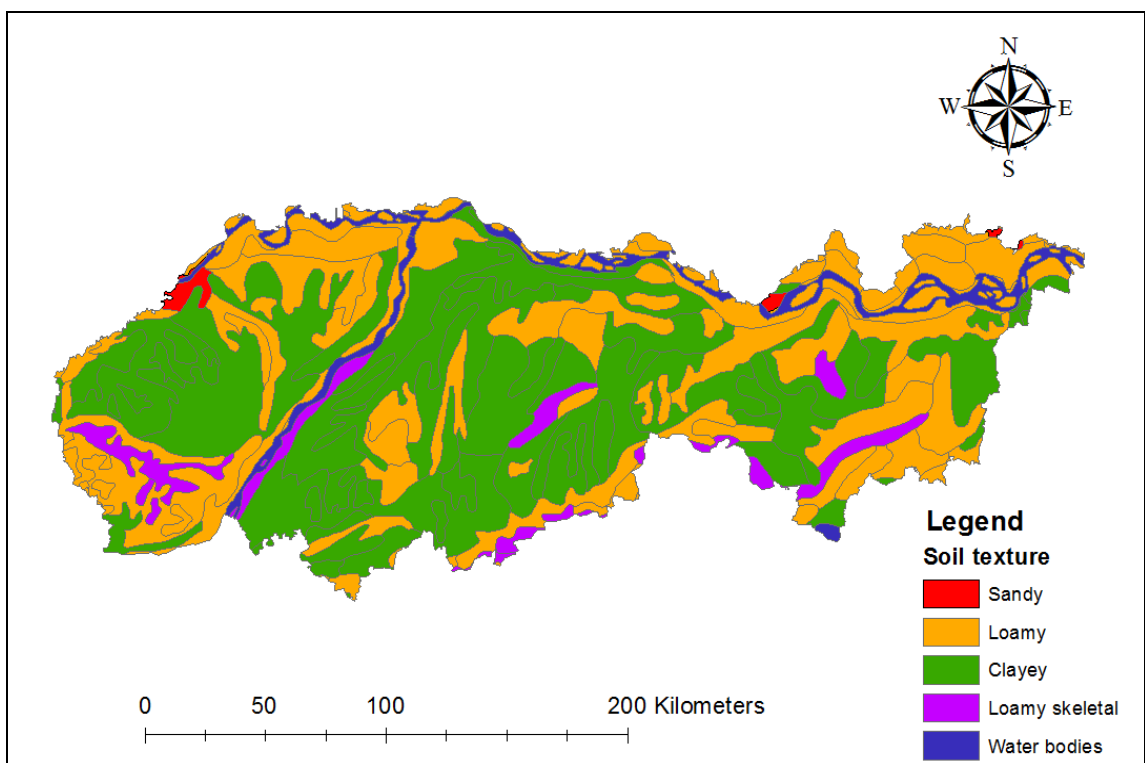 N
W E
S
Legend
Soil texture
Sandy
Loamy
Clayey
Loamy skeletal
Water bodies
0 50 100 200 Kilometers